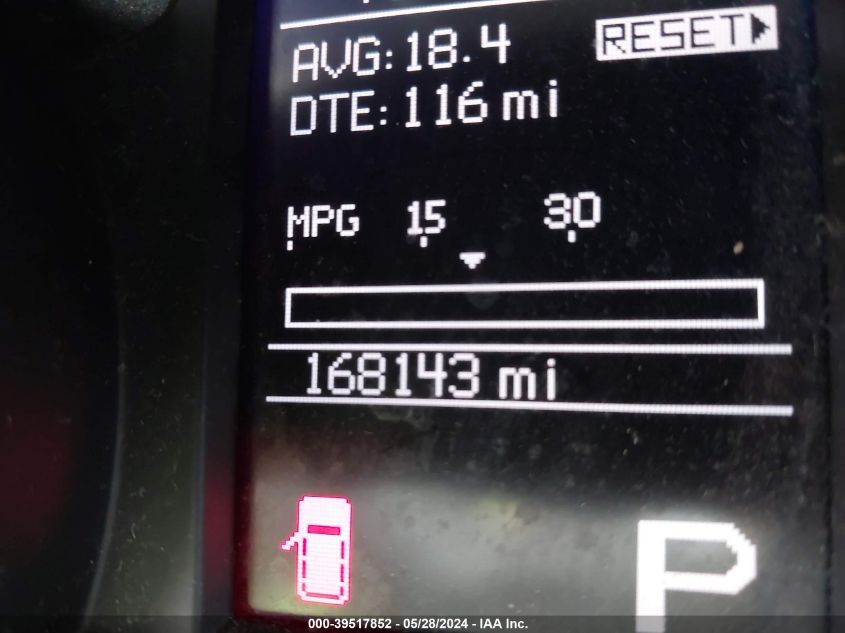 AVG: 18.4 RESET
DTE: 116 mi
MPG 15 30
168143 mi
P
000-39517852 - 05/28/2024 - IAA Inc.